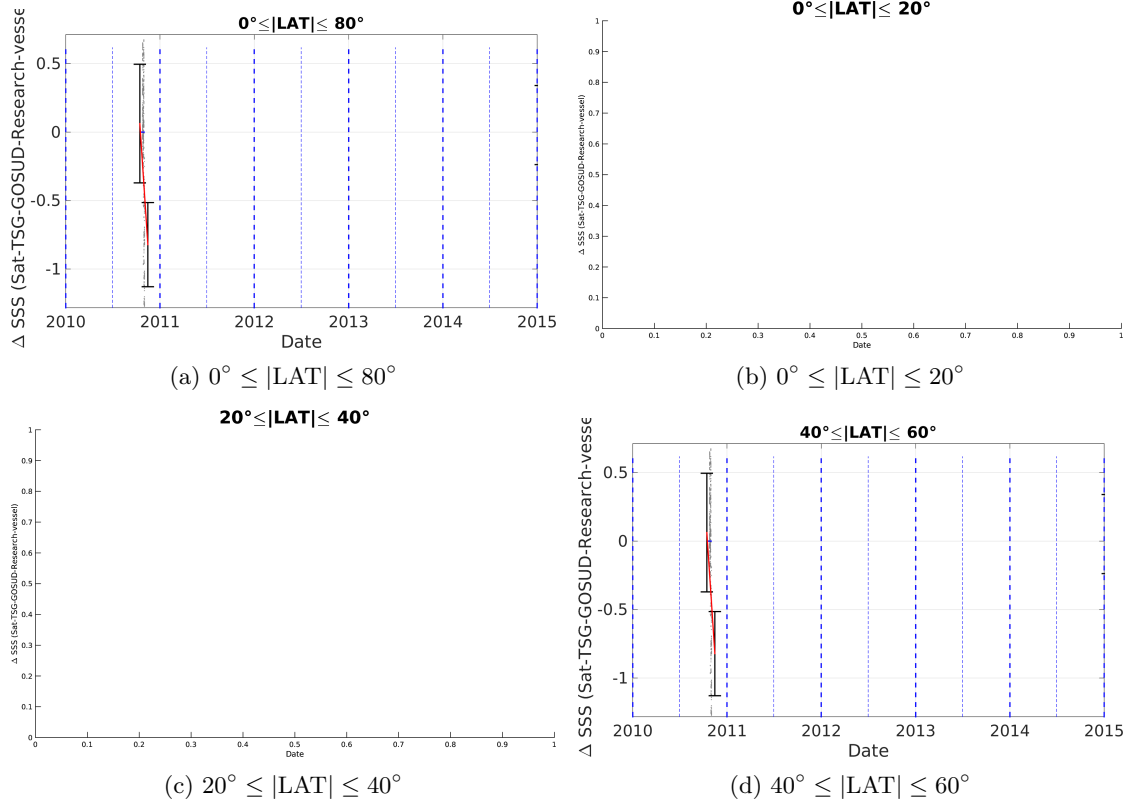 0°≤|LAT|≤ 80°
Δ SSS (Sat-TSG-GOSUD-Research-vesse
0.5
0
-0.5
-1
2010 2011 2012 2013 2014 2015
Date
(a) 0° ≤ |LAT| ≤ 80°
0°≤|LAT|≤ 20°
Δ SSS (Sat-TSG-GOSUD-Research-vessel)
1
0.9
0.8
0.7
0.6
0.5
0.4
0.3
0.2
0.1
0
0 0.1 0.2 0.3 0.4 0.5 0.6 0.7 0.8 0.9 1
Date
(b) 0° ≤ |LAT| ≤ 20°
20°≤|LAT|≤ 40°
Δ SSS (Sat-TSG-GOSUD-Research-vessel)
1
0.9
0.8
0.7
0.6
0.5
0.4
0.3
0.2
0.1
0
0 0.1 0.2 0.3 0.4 0.5 0.6 0.7 0.8 0.9 1
Date
(c) 20° ≤ |LAT| ≤ 40°
40°≤|LAT|≤ 60°
Δ SSS (Sat-TSG-GOSUD-Research-vesse
0.5
0
-0.5
-1
2010 2011 2012 2013 2014 2015
Date
(d) 40° ≤ |LAT| ≤ 60°